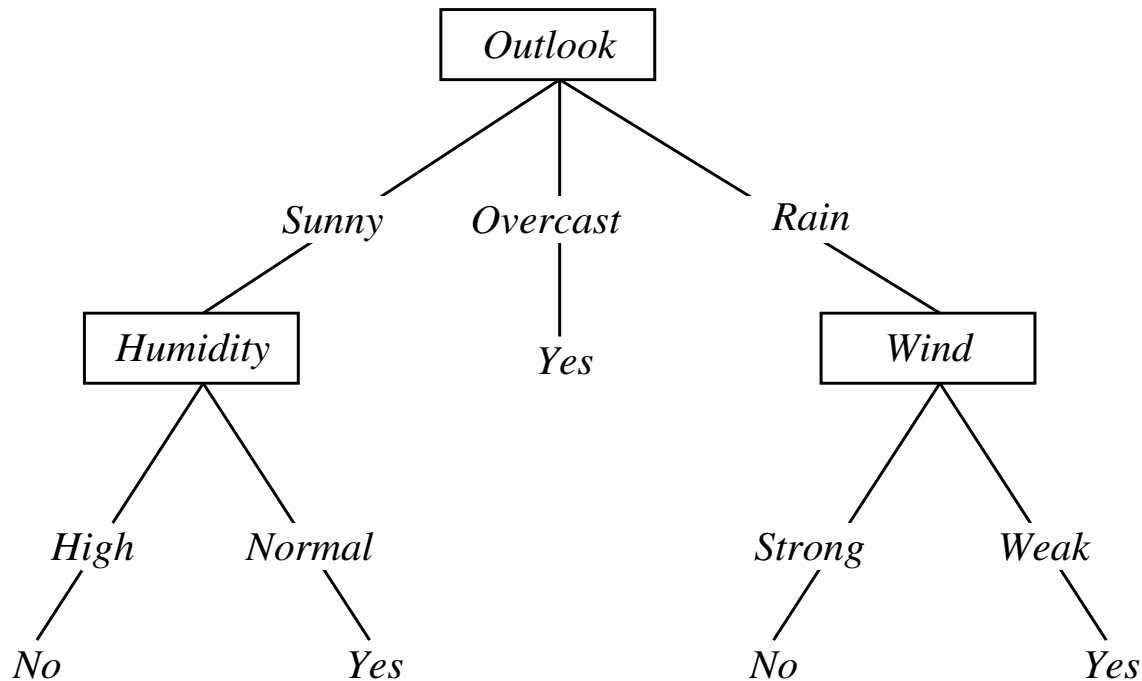 Outlook
Sunny Overcast Rain
Humidity Yes Wind
High Normal Strong Weak
No Yes No Yes